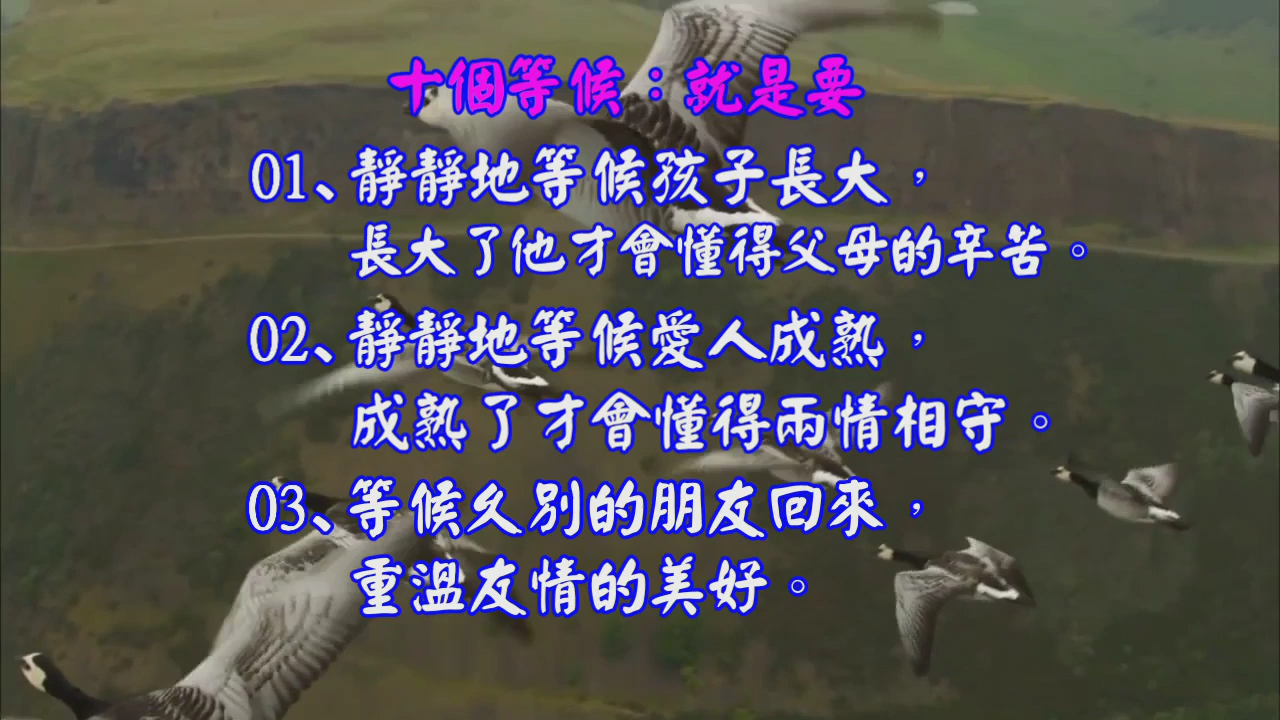 十個等候：就是要
01、靜靜地等候孩子長大，
長大了他才會懂得父母的辛苦。
02、靜靜地等候愛人成熟，
成熟了才會懂得兩情相守。
03、等候久別的朋友回來，
重溫友情的美好。